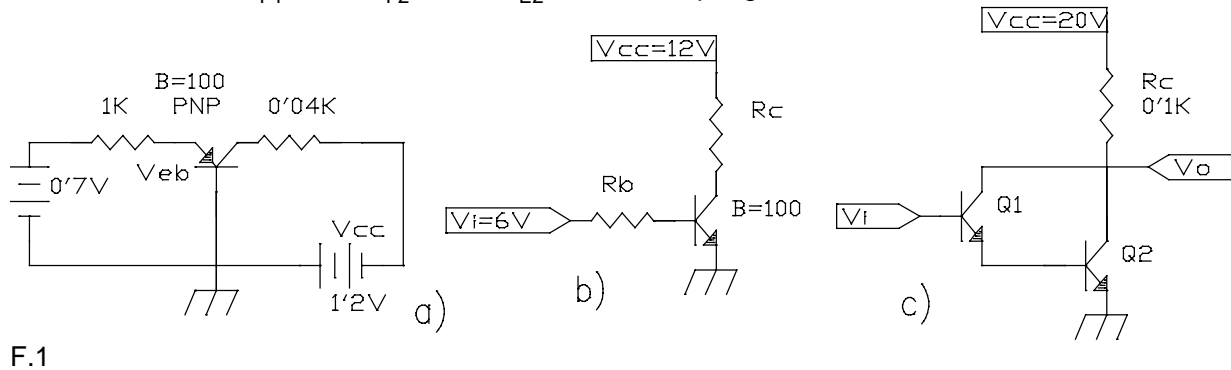 B=100
1K PNP 0'04K
Veb
0'7V
Vcc
1'2V
a)
Vcc=12V
Rc
Rb
Vi=6V
B=100
b)
Vcc=20V
Rc
0'1K
Vo
Vi
Q1
Q2
c)
F.1